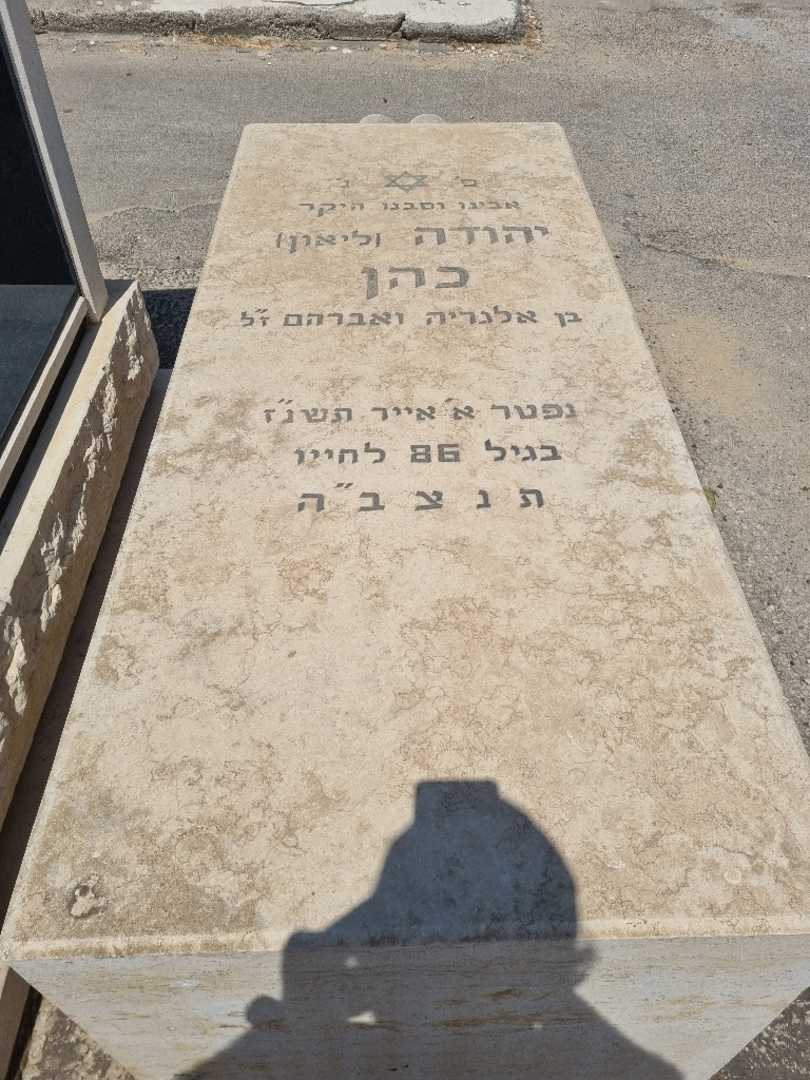 פ' נ'
אבינו וסבנו היקר
יהודה (ליאון)
כהן
בן אלגריה ואברהם ז"ל
נפטר א' אייר תשנ"ז
בגיל 86 לחייו
ת נ צ ב" ה